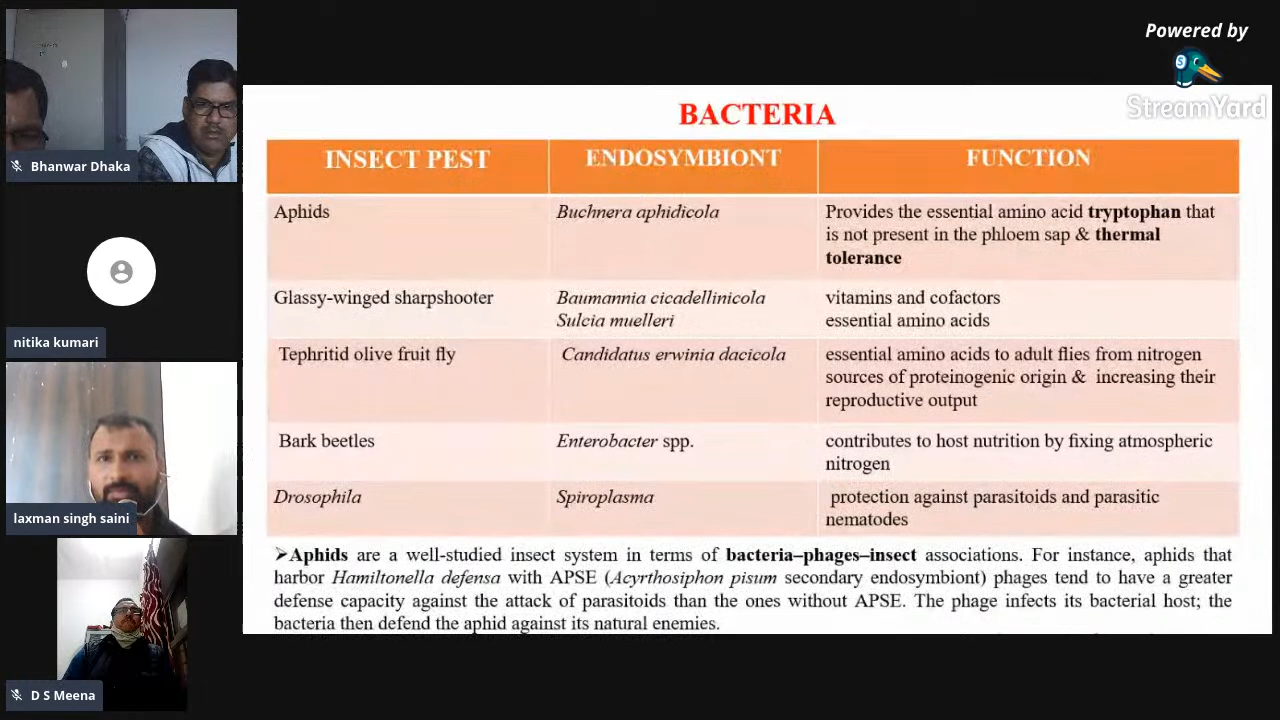 Powered by
StreamYard
Bhanwar Dhaka
nitika kumari
laxman singh saini
D S Meena
BACTERIA
INSECT PEST ENDOSYMBIONT FUNCTION
Aphids Buchnera aphidicola Provides the essential amino acid tryptophan that
is not present in the phloem sap & thermal
tolerance
Glassy-winged sharpshooter Baumannia cicadellinicola vitamins and cofactors
Sulcia muelleri essential amino acids
Tephritid olive fruit fly Candidatus erwinia dacicola essential amino acids to adult flies from nitrogen
sources of proteinogenic origin & increasing their
reproductive output
Bark beetles Enterobacter spp. contributes to host nutrition by fixing atmospheric
nitrogen
Drosophila Spiroplasma protection against parasitoids and parasitic
nematodes
➢Aphids are a well-studied insect system in terms of bacteria–phages–insect associations. For instance, aphids that
harbor Hamiltonella defensa with APSE (Acyrthosiphon pisum secondary endosymbiont) phages tend to have a greater
defense capacity against the attack of parasitoids than the ones without APSE. The phage infects its bacterial host; the
bacteria then defend the aphid against its natural enemies.